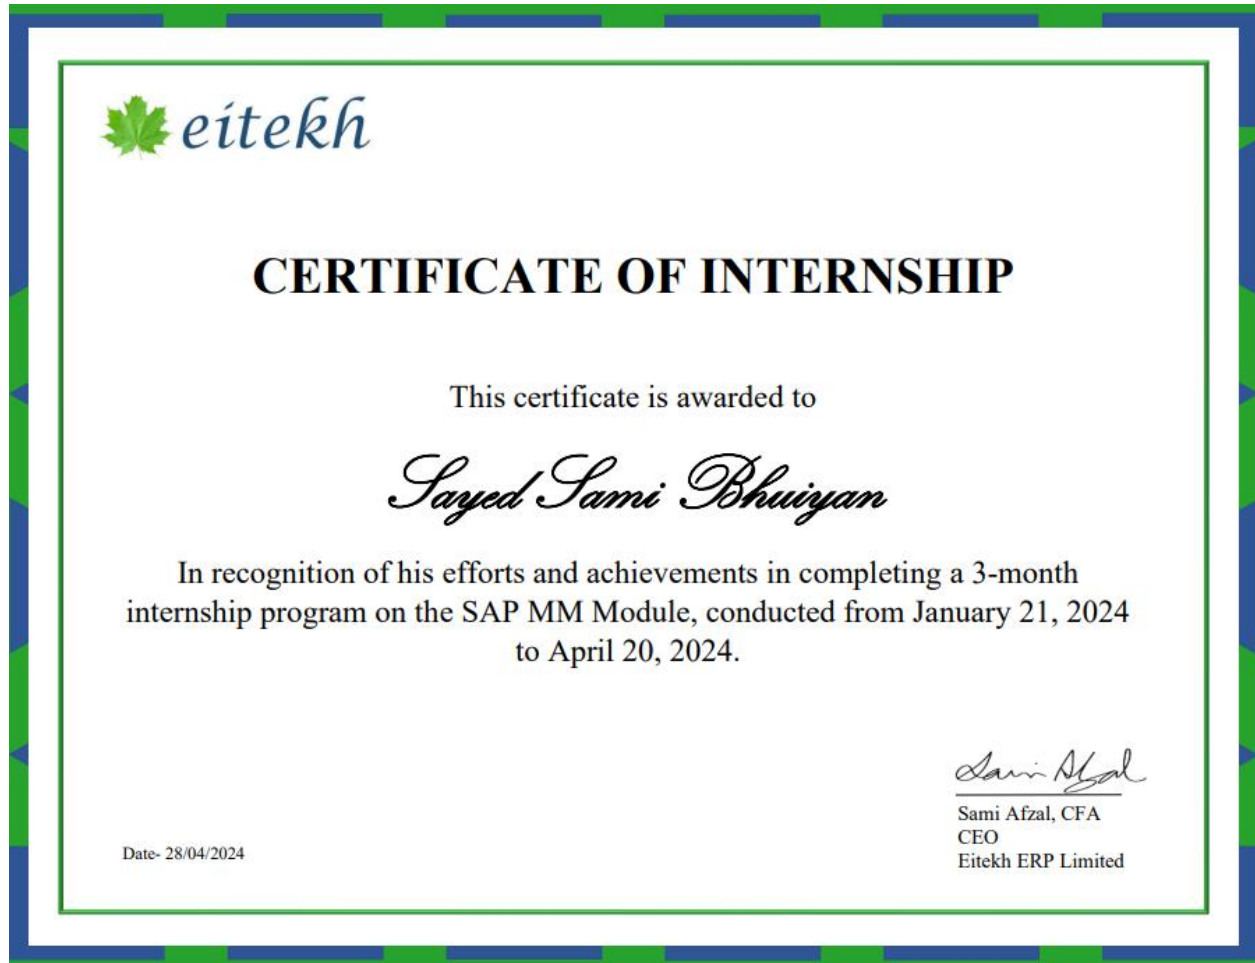 eitekh
CERTIFICATE OF INTERNSHIP
This certificate is awarded to
Sayed Sami Bhuiyan
In recognition of his efforts and achievements in completing a 3-month
internship program on the SAP MM Module, conducted from January 21, 2024
to April 20, 2024.
Sami Afzal
Sami Afzal, CFA
CEO
Date- 28/04/2024
Eitekh ERP Limited